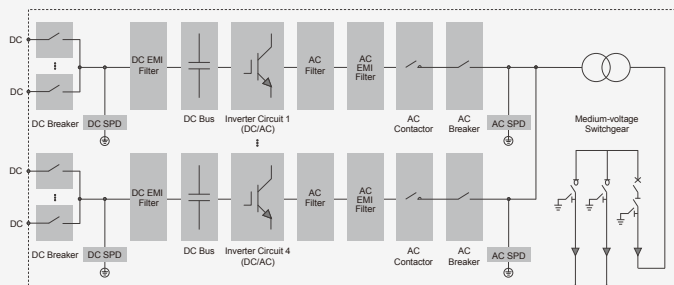 DC
DC
DC EMI
Filter
AC
Filter
AC
EMI
Filter
DC Breaker
DC SPD
DC Bus
Inverter Circuit 1
(DC/AC)
AC
Contactor
AC
Breaker
AC SPD
Medium-voltage
Switchgear
DC
DC
DC EMI
Filter
AC
Filter
AC
EMI
Filter
DC Breaker
DC SPD
DC Bus
Inverter Circuit 4
(DC/AC)
AC
Contactor
AC
Breaker
AC SPD